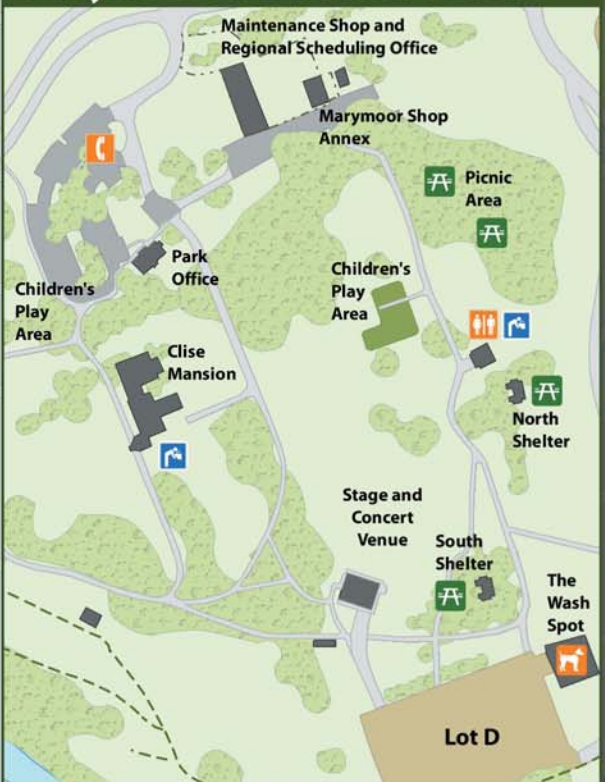 Maintenance Shop and
Regional Scheduling Office
Marymoor Shop
Annex
Picnic
Area
Park
Office
Children's
Play
Area
Children's
Play
Area
Clise
Mansion
North
Shelter
Stage and
Concert
Venue
South
Shelter
The
Wash
Spot
Lot D